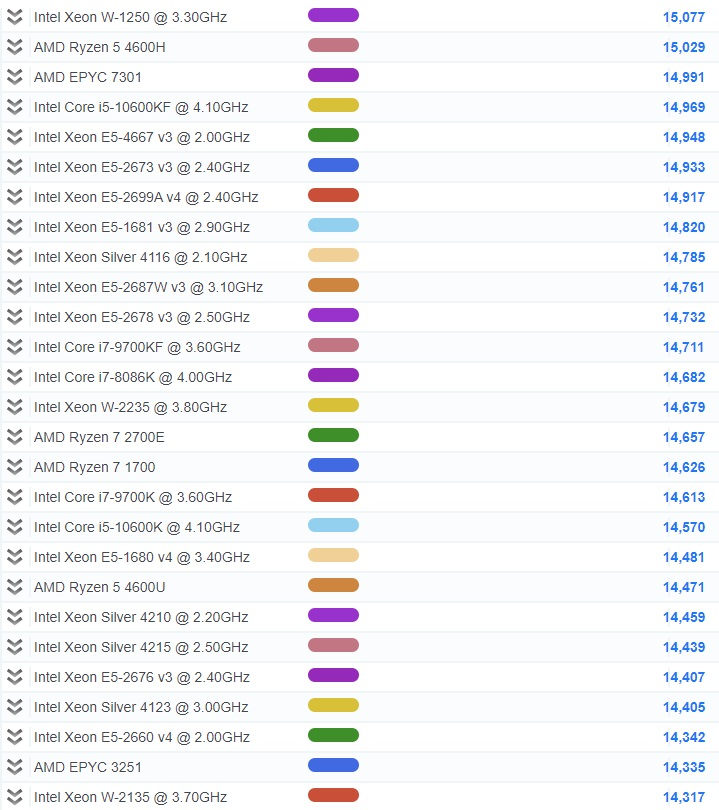 Intel Xeon W-1250 @ 3.30GHz 15,077
AMD Ryzen 5 4600H 15,029
AMD EPYC 7301 14,991
Intel Core i5-10600KF @ 4.10GHz 14,969
Intel Xeon E5-4667 v3 @ 2.00GHz 14,948
Intel Xeon E5-2673 v3 @ 2.40GHz 14,933
Intel Xeon E5-2699A v4 @ 2.40GHz 14,917
Intel Xeon E5-1681 v3 @ 2.90GHz 14,820
Intel Xeon Silver 4116 @ 2.10GHz 14,785
Intel Xeon E5-2687W v3 @ 3.10GHz 14,761
Intel Xeon E5-2678 v3 @ 2.50GHz 14,732
Intel Core i7-9700KF @ 3.60GHz 14,711
Intel Core i7-8086K @ 4.00GHz 14,682
Intel Xeon W-2235 @ 3.80GHz 14,679
AMD Ryzen 7 2700E 14,657
AMD Ryzen 7 1700 14,626
Intel Core i7-9700K @ 3.60GHz 14,613
Intel Core i5-10600K @ 4.10GHz 14,570
Intel Xeon E5-1680 v4 @ 3.40GHz 14,481
AMD Ryzen 5 4600U 14,471
Intel Xeon Silver 4210 @ 2.20GHz 14,459
Intel Xeon Silver 4215 @ 2.50GHz 14,439
Intel Xeon E5-2676 v3 @ 2.40GHz 14,407
Intel Xeon Silver 4123 @ 3.00GHz 14,405
Intel Xeon E5-2660 v4 @ 2.00GHz 14,342
AMD EPYC 3251 14,335
Intel Xeon W-2135 @ 3.70GHz 14,317